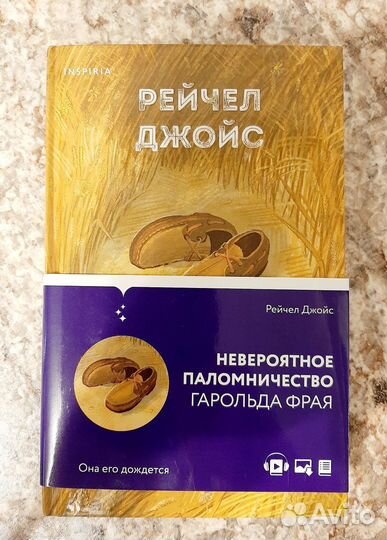 INSPIRIA
РЕЙЧЕЛ
ДЖОЙС
Рейчел Джойс
НЕВЕРОЯТНОЕ
ПАЛОМНИЧЕСТВО
ГАРОЛЬДА ФРАЯ
Она его дождется
Avito